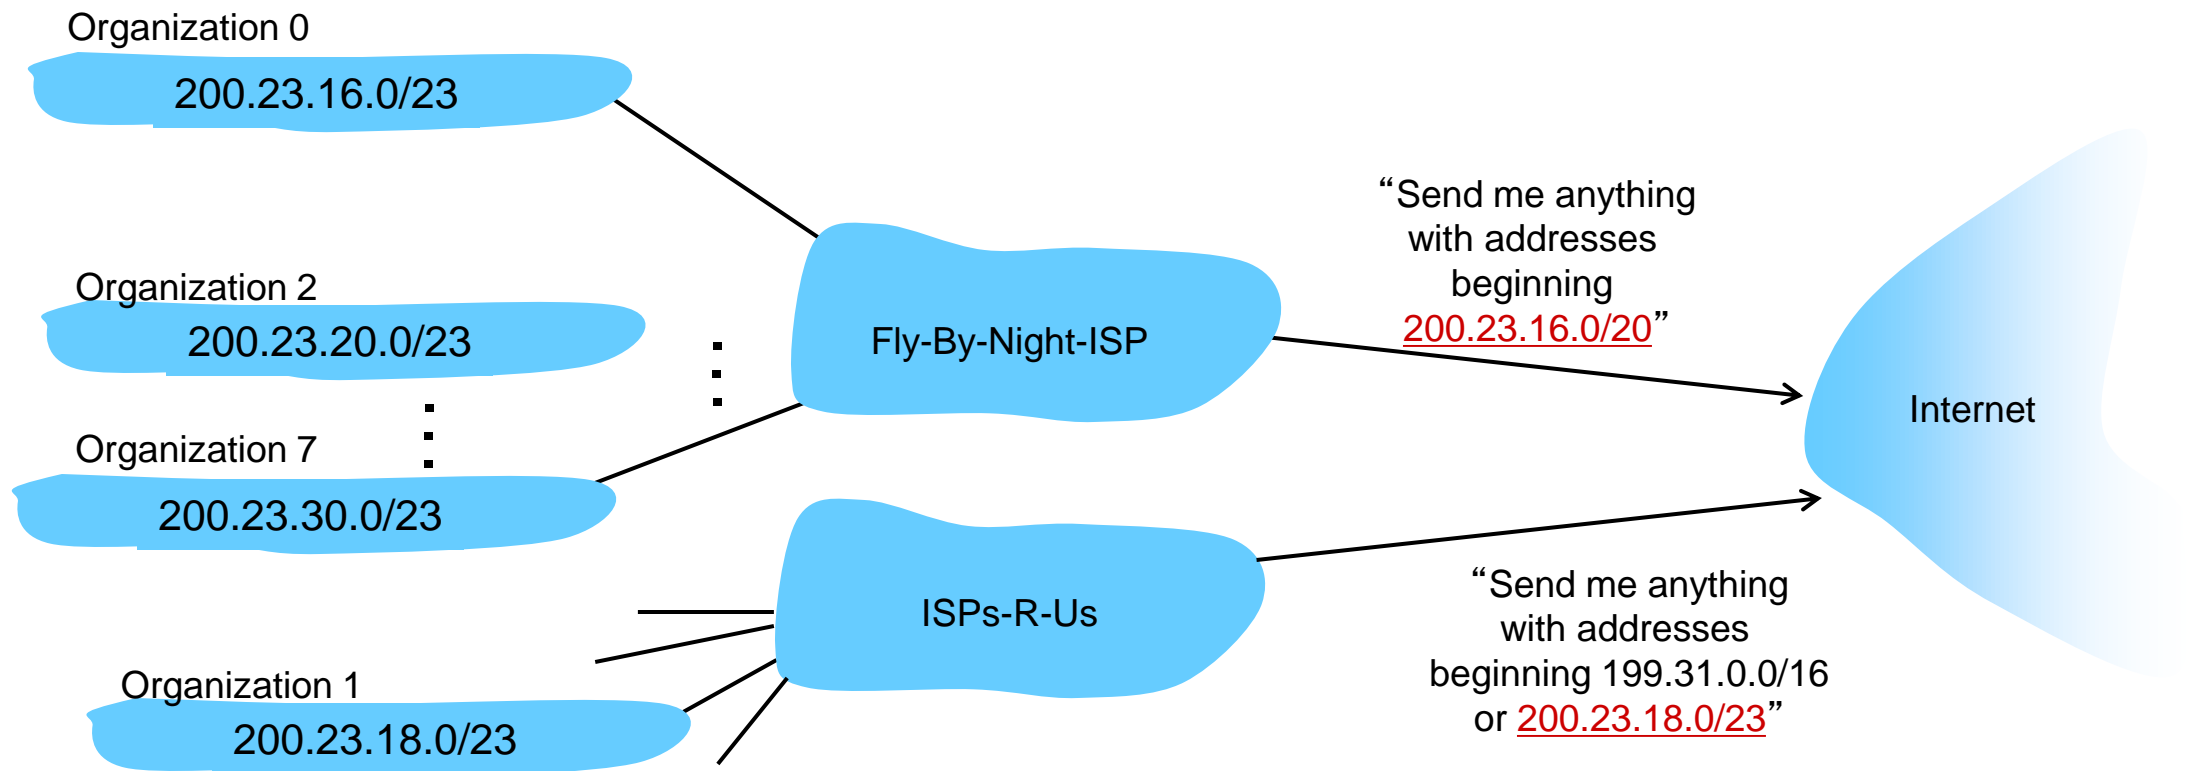 Organization 0
200.23.16.0/23
Organization 2
200.23.20.0/23
Organization 7
200.23.30.0/23
Organization 1
200.23.18.0/23
Fly-By-Night-ISP
ISPs-R-Us
“Send me anything
with addresses
beginning
200.23.16.0/20”
“Send me anything
with addresses
beginning 199.31.0.0/16
or 200.23.18.0/23”
Internet